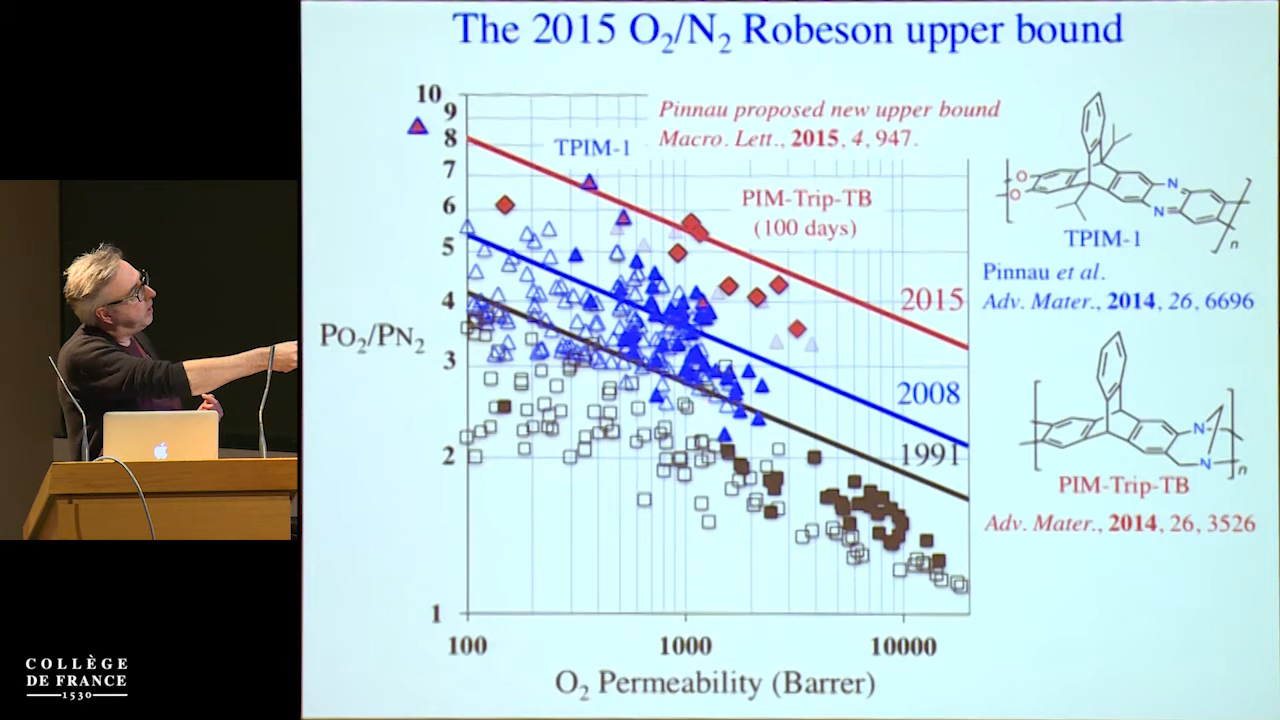 The 2015 O₂/N₂ Robeson upper bound
10
9
8
7
6
5
4
3
2
1
PO₂/PN₂
100
1000
10000
O₂ Permeability (Barrer)
Pinnau proposed new upper bound
Macro. Lett., 2015, 4, 947.
TPIM-1
PIM-Trip-TB
(100 days)
2015
2008
1991
O
O
N
N
n
TPIM-1
Pinnau et al.
Adv. Mater., 2014, 26, 6696
N
N
n
PIM-Trip-TB
Adv. Mater., 2014, 26, 3526
COLLÈGE
DE FRANCE
1530